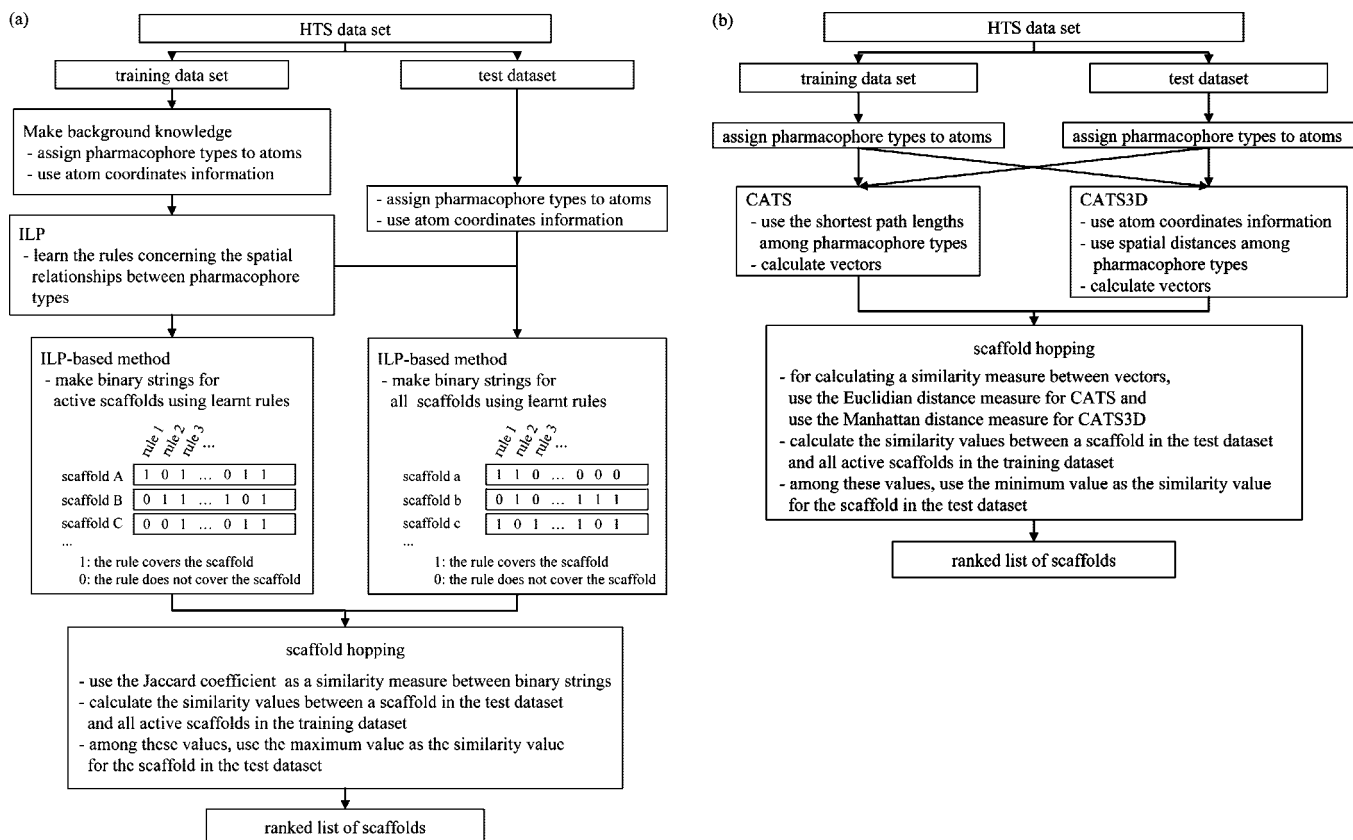 (a)
HTS data set
training data set
test dataset
Make background knowledge
- assign pharmacophore types to atoms
- use atom coordinates information
- assign pharmacophore types to atoms
- use atom coordinates information
ILP
- learn the rules concerning the spatial
relationships between pharmacophore
types
ILP-based method
- make binary strings for
active scaffolds using learnt rules
rule 1 rule 2 rule 3 ...
scaffold A 1 0 1 ... 0 1 1
scaffold B 0 1 1 ... 1 0 1
scaffold C 0 0 1 ... 0 1 1
...
1: the rule covers the scaffold
0: the rule does not cover the scaffold
ILP-based method
- make binary strings for
all scaffolds using learnt rules
rule 1 rule 2 rule 3 ...
scaffold a 1 1 0 ... 0 0 0
scaffold b 0 1 0 ... 1 1 1
scaffold c 1 0 1 ... 1 0 1
...
1: the rule covers the scaffold
0: the rule does not cover the scaffold
scaffold hopping
- use the Jaccard coefficient as a similarity measure between binary strings
- calculate the similarity values between a scaffold in the test dataset
and all active scaffolds in the training dataset
- among these values, use the maximum value as the similarity value
for the scaffold in the test dataset
ranked list of scaffolds
(b)
HTS data set
training data set
test dataset
assign pharmacophore types to atoms
assign pharmacophore types to atoms
CATS
- use the shortest path lengths
among pharmacophore types
- calculate vectors
CATS3D
- use atom coordinates information
- use spatial distances among
pharmacophore types
- calculate vectors
scaffold hopping
- for calculating a similarity measure between vectors,
use the Euclidian distance measure for CATS and
use the Manhattan distance measure for CATS3D
- calculate the similarity values between a scaffold in the test dataset
and all active scaffolds in the training dataset
- among these values, use the minimum value as the similarity value
for the scaffold in the test dataset
ranked list of scaffolds